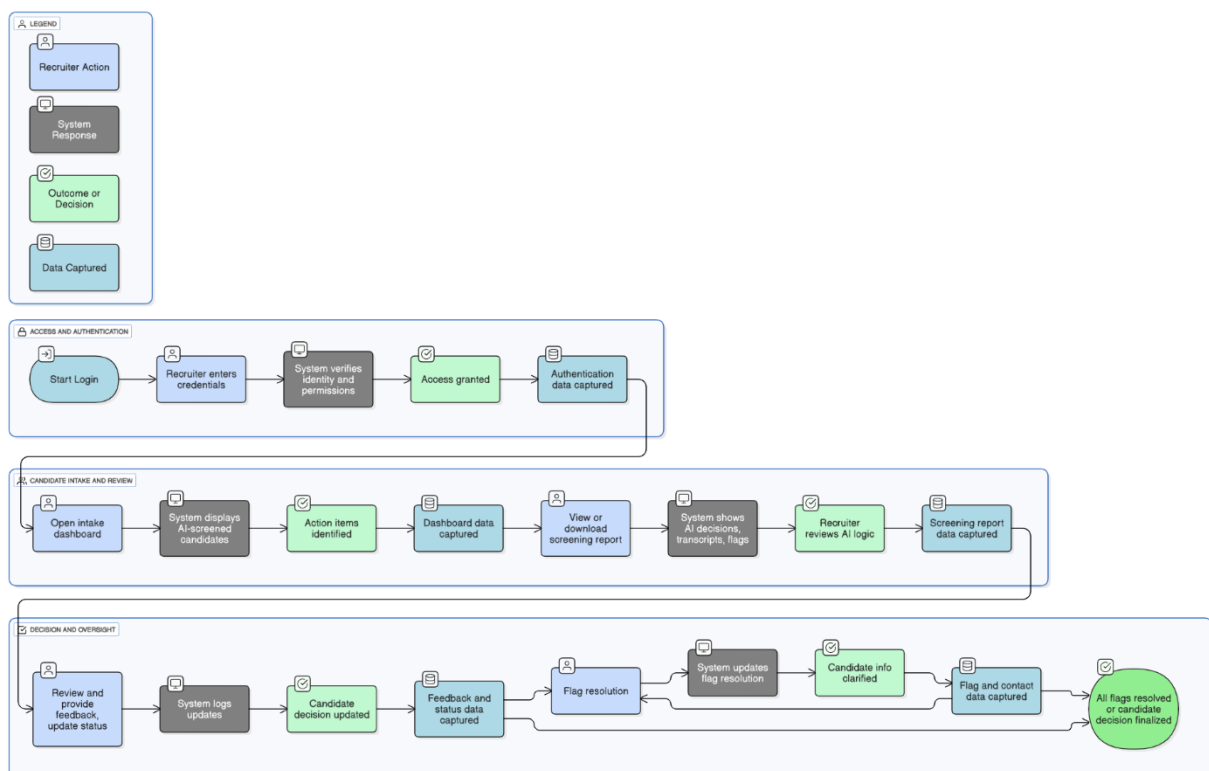 LEGEND
Recruiter Action
System
Response
Outcome or
Decision
Data Captured
ACCESS AND AUTHENTICATION
Start Login
Recruiter enters
credentials
System verifies
identity and
permissions
Access granted
Authentication
data captured
CANDIDATE INTAKE AND REVIEW
Open intake
dashboard
System displays
AI-screened
candidates
Action items
identified
Dashboard data
captured
View or
download
screening report
System shows
AI decisions,
transcripts, flags
Recruiter
reviews AI logic
Screening report
data captured
DECISION AND OVERSIGHT
Review and
provide
feedback,
update status
System logs
updates
Candidate
decision updated
Feedback and
status data
captured
Flag resolution
System updates
flag resolution
Candidate info
clarified
Flag and contact
data captured
All flags resolved
or candidate
decision finalized